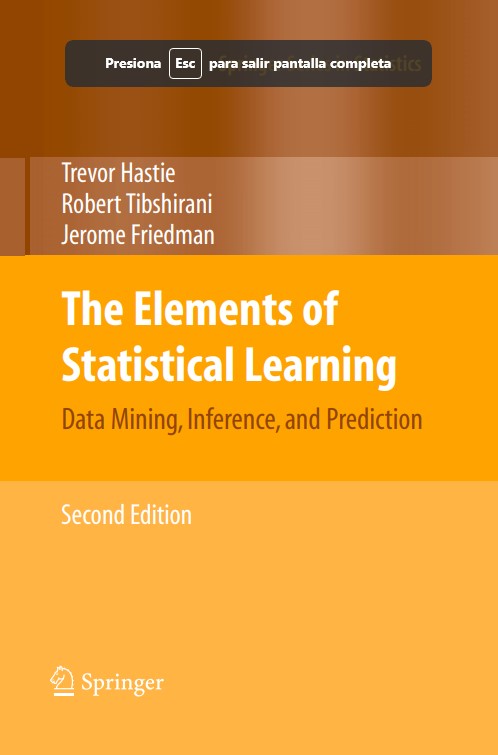 Presiona Esc para salir pantalla completa
Trevor Hastie
Robert Tibshirani
Jerome Friedman
The Elements of
Statistical Learning
Data Mining, Inference, and Prediction
Second Edition
Springer